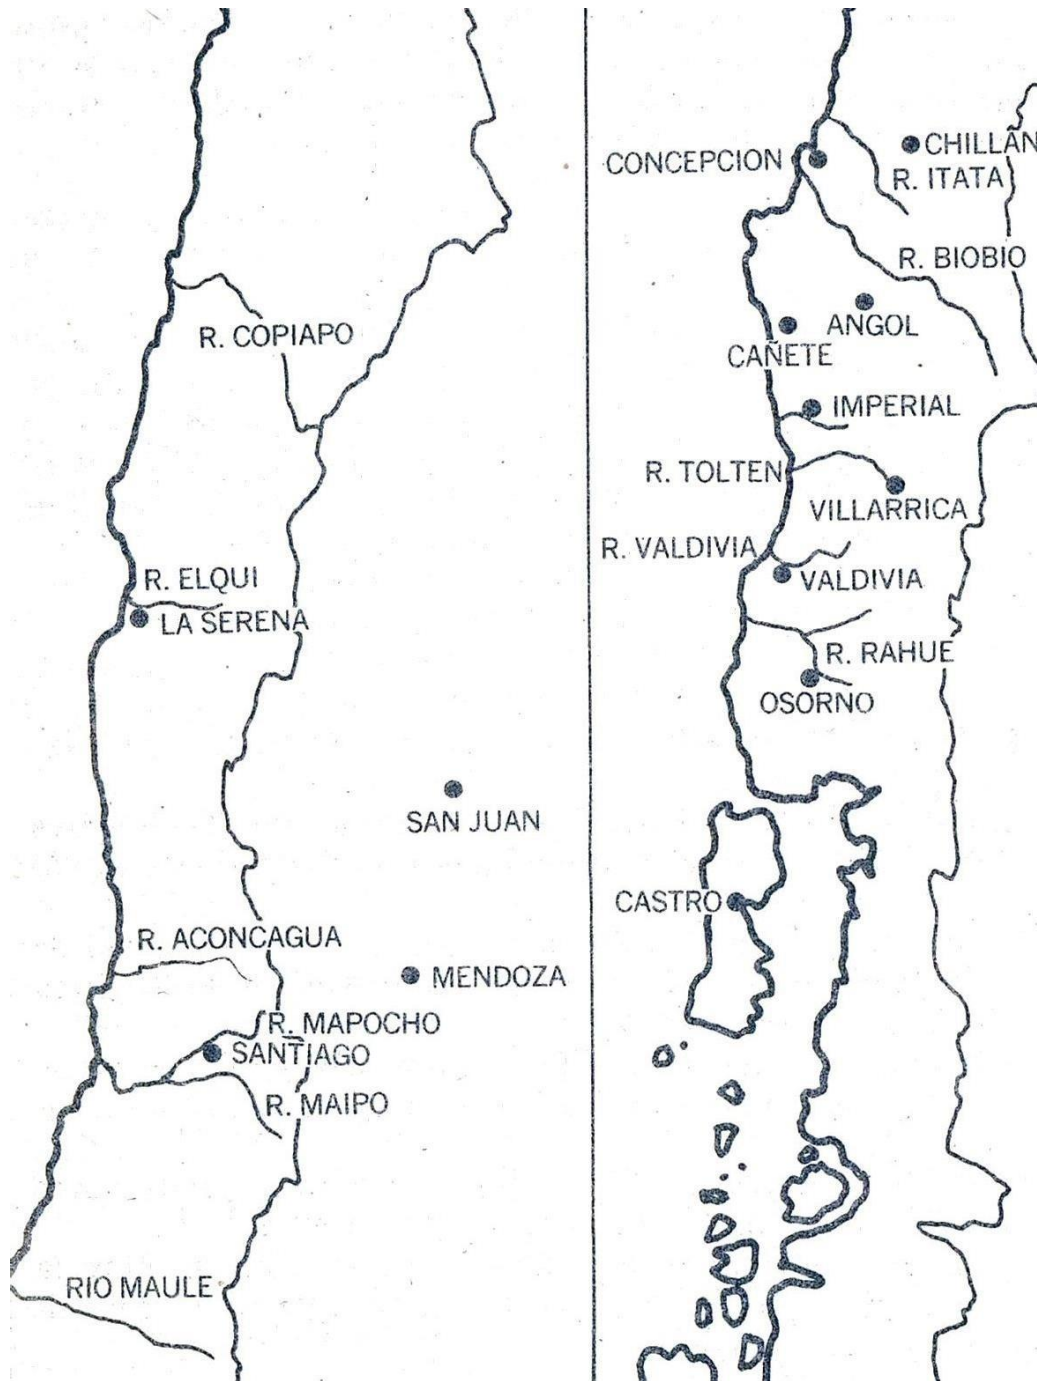 R. COPIAPO
R. ELQUI
LA SERENA
SAN JUAN
R. ACONCAGUA
MENDOZA
R. MAPOCHO
SANTIAGO
R. MAIPO
RIO MAULE
CHILLÁN
CONCEPCION
R. ITATA
R. BIOBIO
ANGOL
CAÑETE
IMPERIAL
R. TOLTEN
VILLARRICA
R. VALDIVIA
VALDIVIA
R. RAHUE
OSORNO
CASTRO